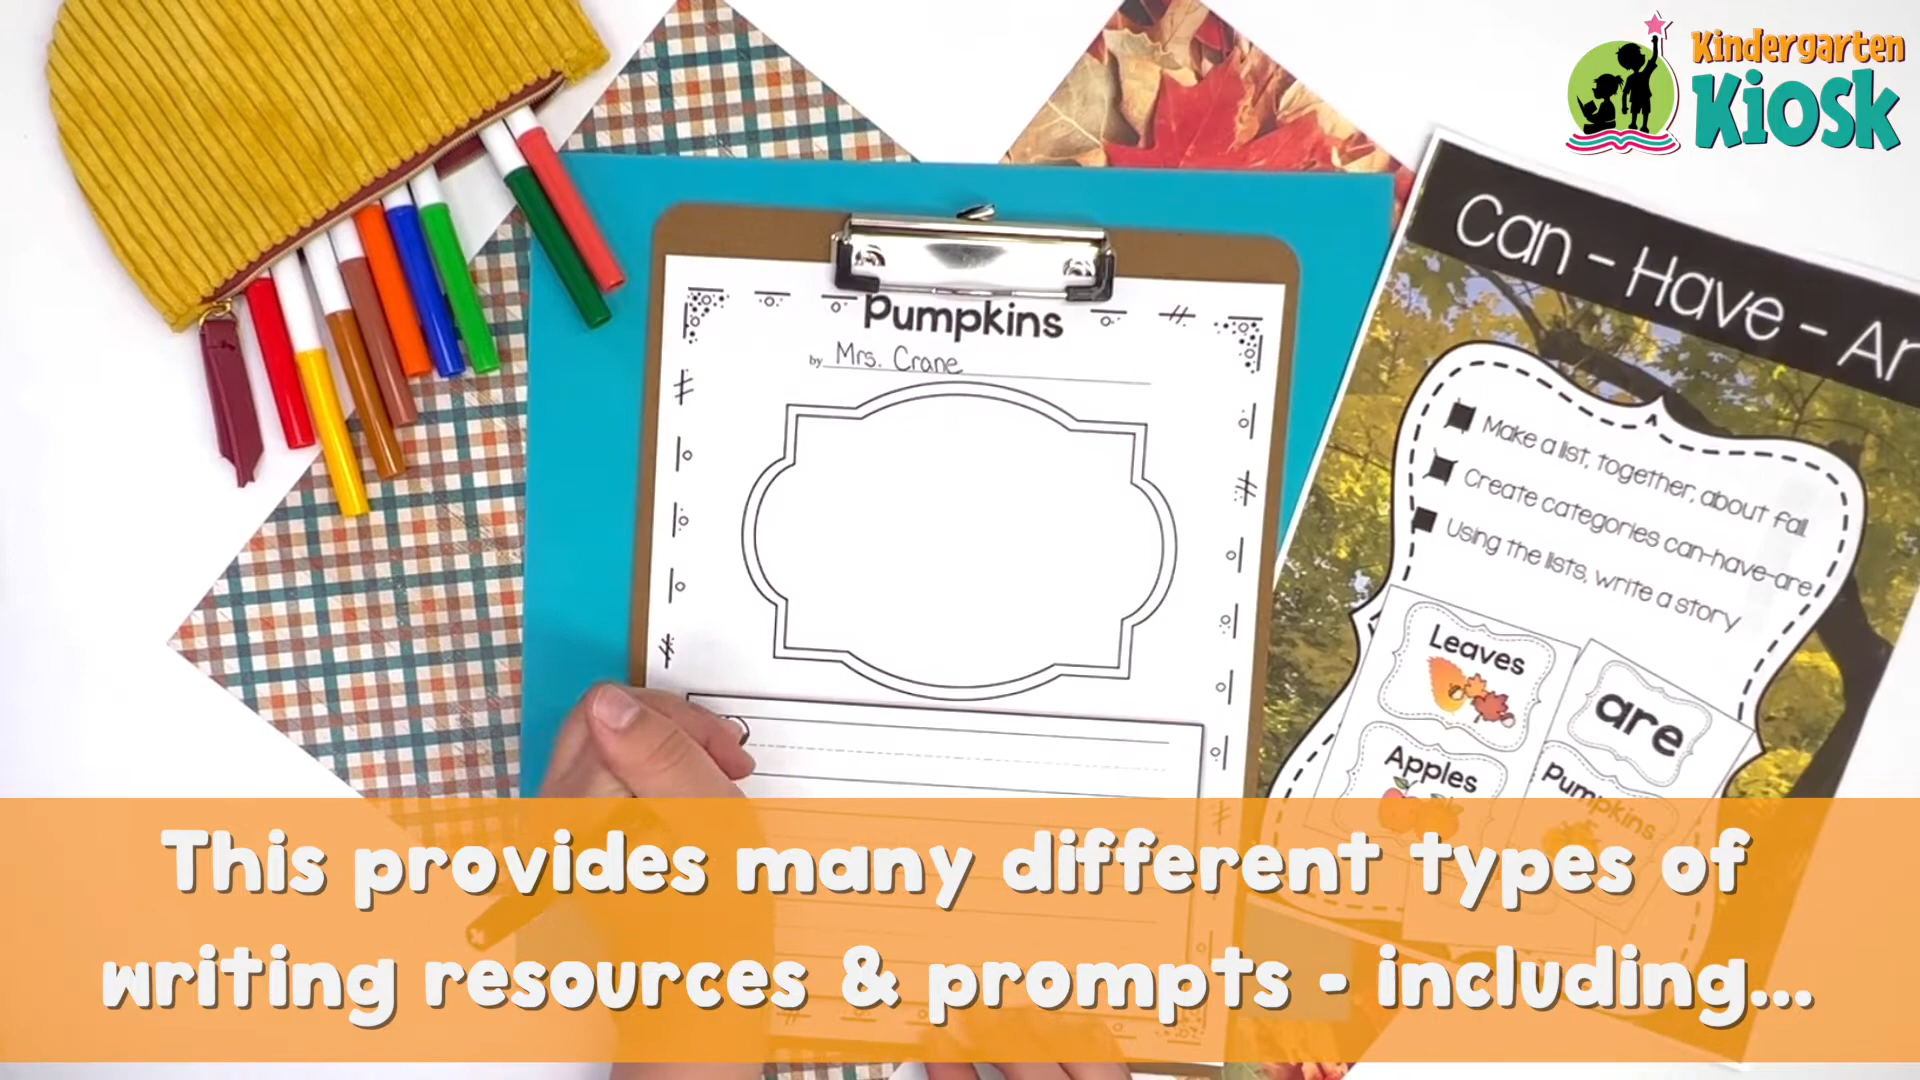 Kindergarten
Kiosk
Can - Have - Ar
Pumpkins
by Mrs. Crane
Make a list, together, about fall.
Create categories can-have-are
Using the lists, write a story
Leaves
are
Apples
Pumpkins
This provides many different types of
writing resources & prompts - including...